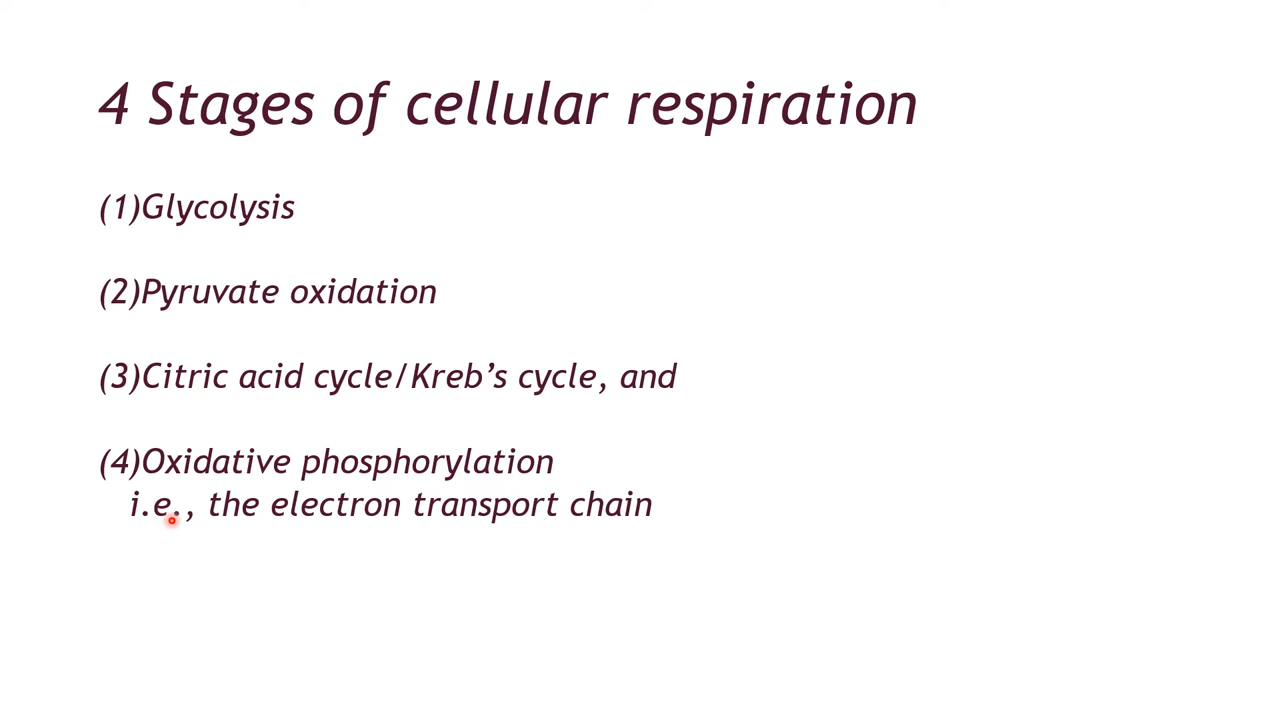 4 Stages of cellular respiration
(1)Glycolysis
(2)Pyruvate oxidation
(3)Citric acid cycle/Kreb’s cycle, and
(4)Oxidative phosphorylation
i.e., the electron transport chain